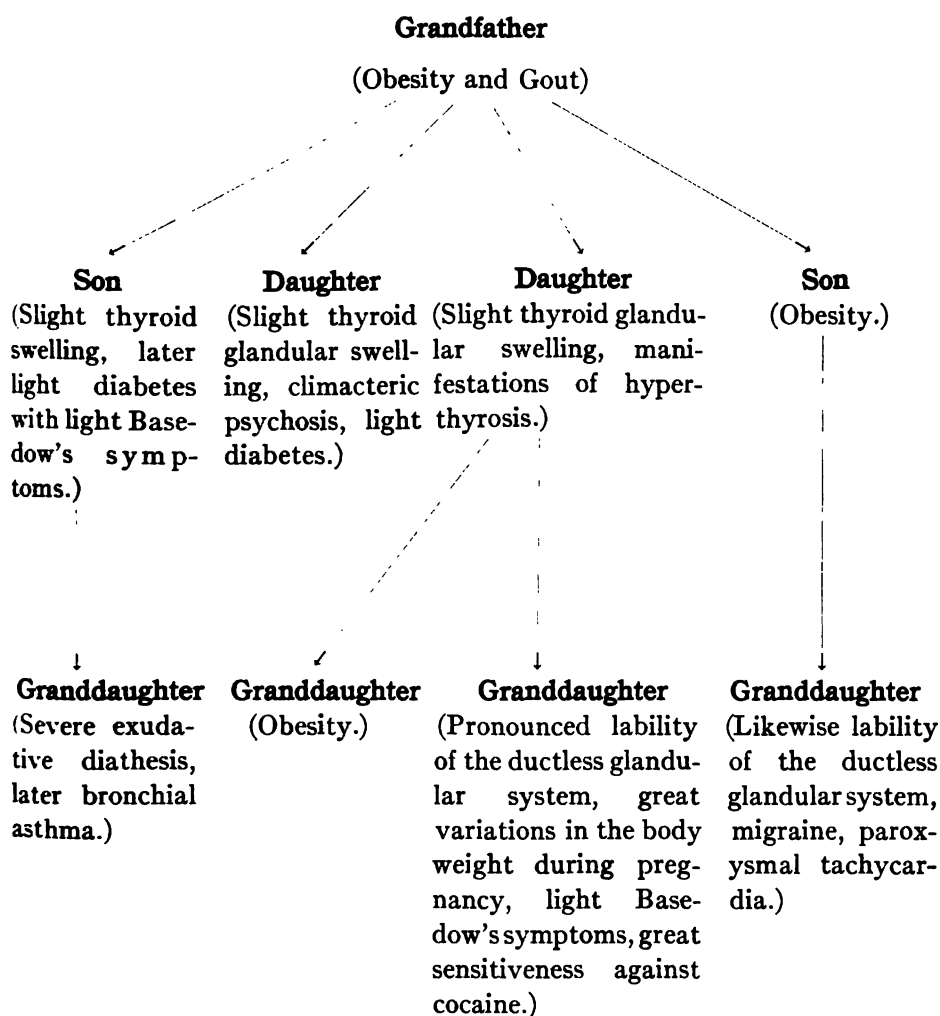 Grandfather
(Obesity and Gout)
Son
(Slight thyroid
swelling, later
light diabetes
with light Base-
dow's symp-
toms.)
Daughter
(Slight thyroid
glandular swell-
ing, climacteric
psychosis, light
diabetes.)
Daughter
(Slight thyroid glandu-
lar swelling, mani-
festations of hyper-
thyrosis.)
Son
(Obesity.)
Granddaughter
(Severe exuda-
tive diathesis,
later bronchial
asthma.)
Granddaughter
(Obesity.)
Granddaughter
(Pronounced lability
of the ductless glandu-
lar system, great
variations in the body
weight during preg-
nancy, light Base-
dow's symptoms, great
sensitiveness against
cocaine.)
Granddaughter
(Likewise lability
of the ductless
glandular system,
migraine, parox-
ysmal tachycar-
dia.)